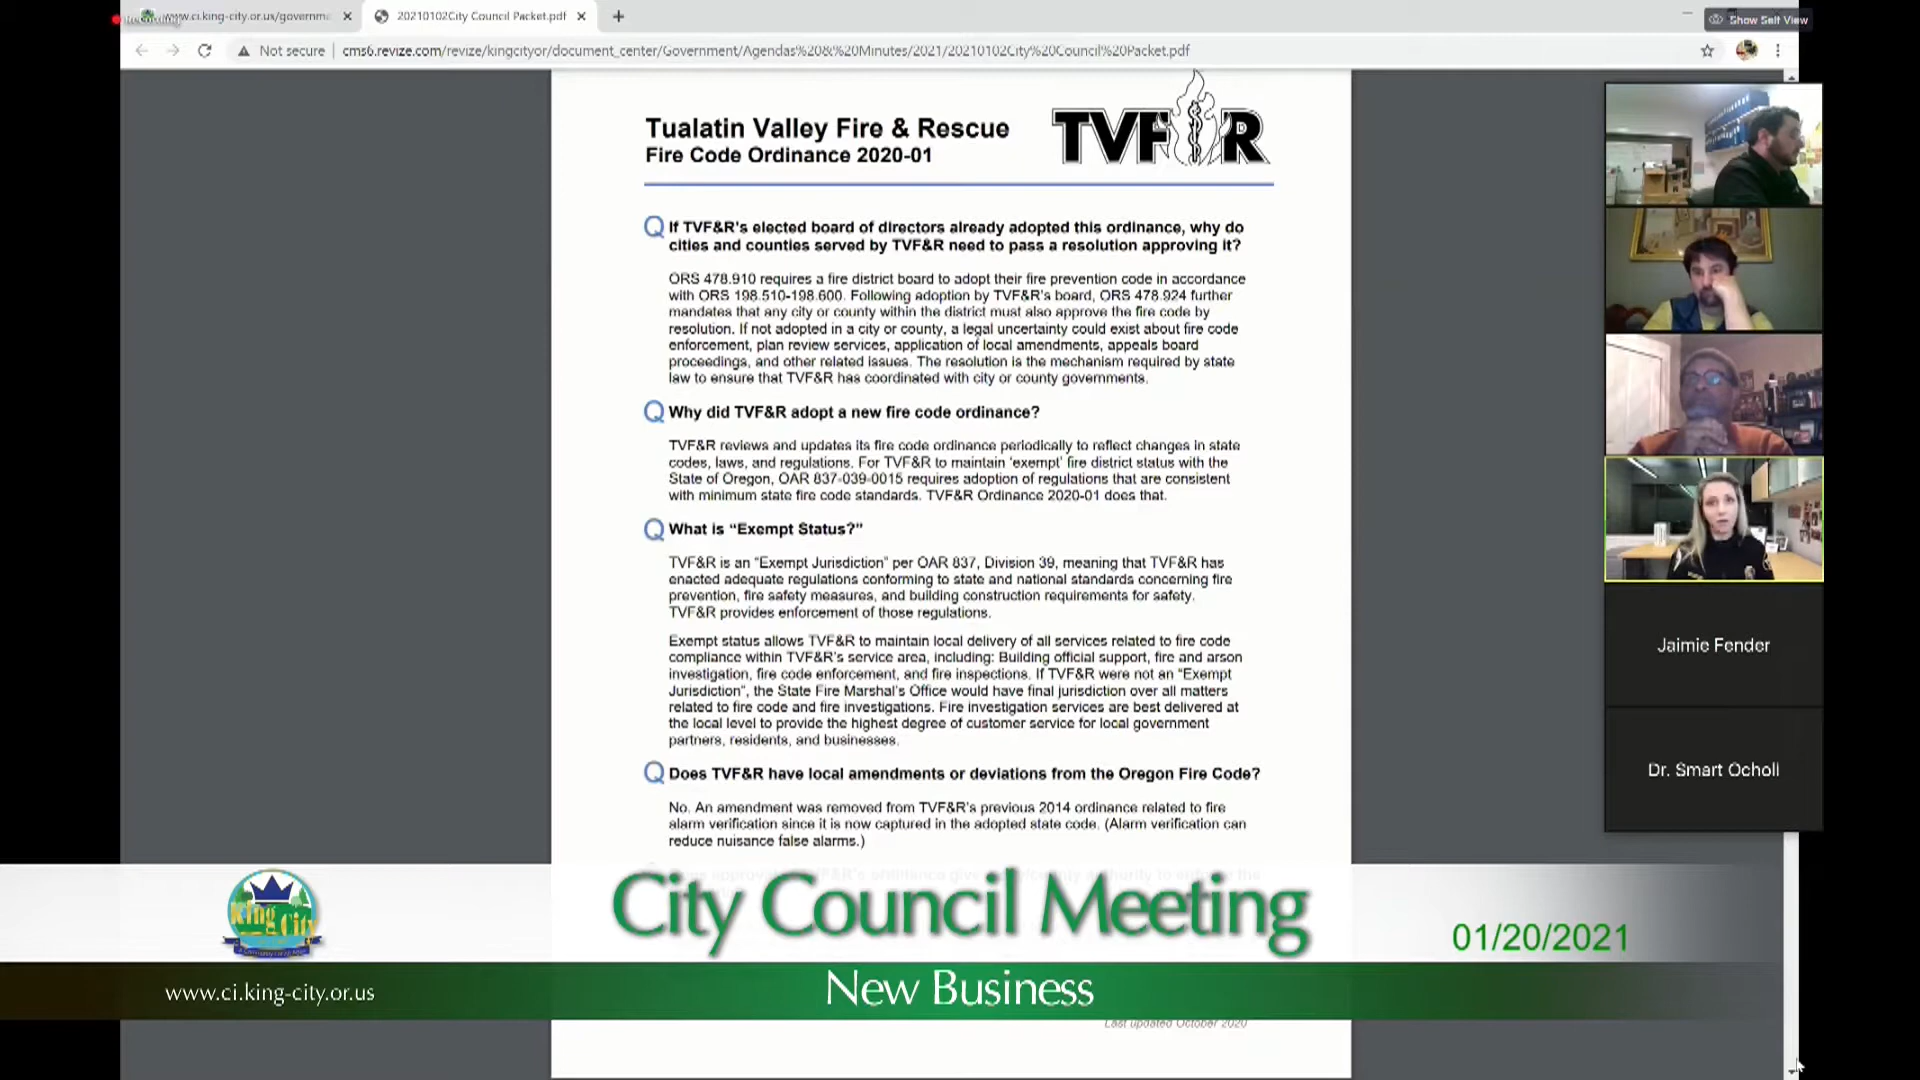 www.ci.king-city.or.us/governme
20210102City Council Packet.pdf
Show Self View
Not secure
cms6.revize.com/revize/kingcityor/document_center/Government/Agendas%20&%20Minutes/2021/20210102City%20Council%20Packet.pdf
Tualatin Valley Fire & Rescue
Fire Code Ordinance 2020-01
TVF&R
Q If TVF&R's elected board of directors already adopted this ordinance, why do
cities and counties served by TVF&R need to pass a resolution approving it?
ORS 478.910 requires a fire district board to adopt their fire prevention code in accordance
with ORS 198.510-198.600. Following adoption by TVF&R's board, ORS 478.924 further
mandates that any city or county within the district must also approve the fire code by
resolution. If not adopted in a city or county, a legal uncertainty could exist about fire code
enforcement, plan review services, application of local amendments, appeals board
proceedings, and other related issues. The resolution is the mechanism required by state
law to ensure that TVF&R has coordinated with city or county governments.
Q Why did TVF&R adopt a new fire code ordinance?
TVF&R reviews and updates its fire code ordinance periodically to reflect changes in state
codes, laws, and regulations. For TVF&R to maintain 'exempt' fire district status with the
State of Oregon, OAR 837-039-0015 requires adoption of regulations that are consistent
with minimum state fire code standards. TVF&R Ordinance 2020-01 does that.
Q What is "Exempt Status?"
TVF&R is an "Exempt Jurisdiction" per OAR 837, Division 39, meaning that TVF&R has
enacted adequate regulations conforming to state and national standards concerning fire
prevention, fire safety measures, and building construction requirements for safety.
TVF&R provides enforcement of those regulations.
Exempt status allows TVF&R to maintain local delivery of all services related to fire code
compliance within TVF&R's service area, including: Building official support, fire and arson
investigation, fire code enforcement, and fire inspections. If TVF&R were not an "Exempt
Jurisdiction", the State Fire Marshal's Office would have final jurisdiction over all matters
related to fire code and fire investigations. Fire investigation services are best delivered at
the local level to provide the highest degree of customer service for local government
partners, residents, and businesses.
Q Does TVF&R have local amendments or deviations from the Oregon Fire Code?
No. An amendment was removed from TVF&R's previous 2014 ordinance related to fire
alarm verification since it is now captured in the adopted state code. (Alarm verification can
reduce nuisance false alarms.)
Last updated October 2020
Jaimie Fender
Dr. Smart Ocholi
King City
City Council Meeting
01/20/2021
www.ci.king-city.or.us
New Business